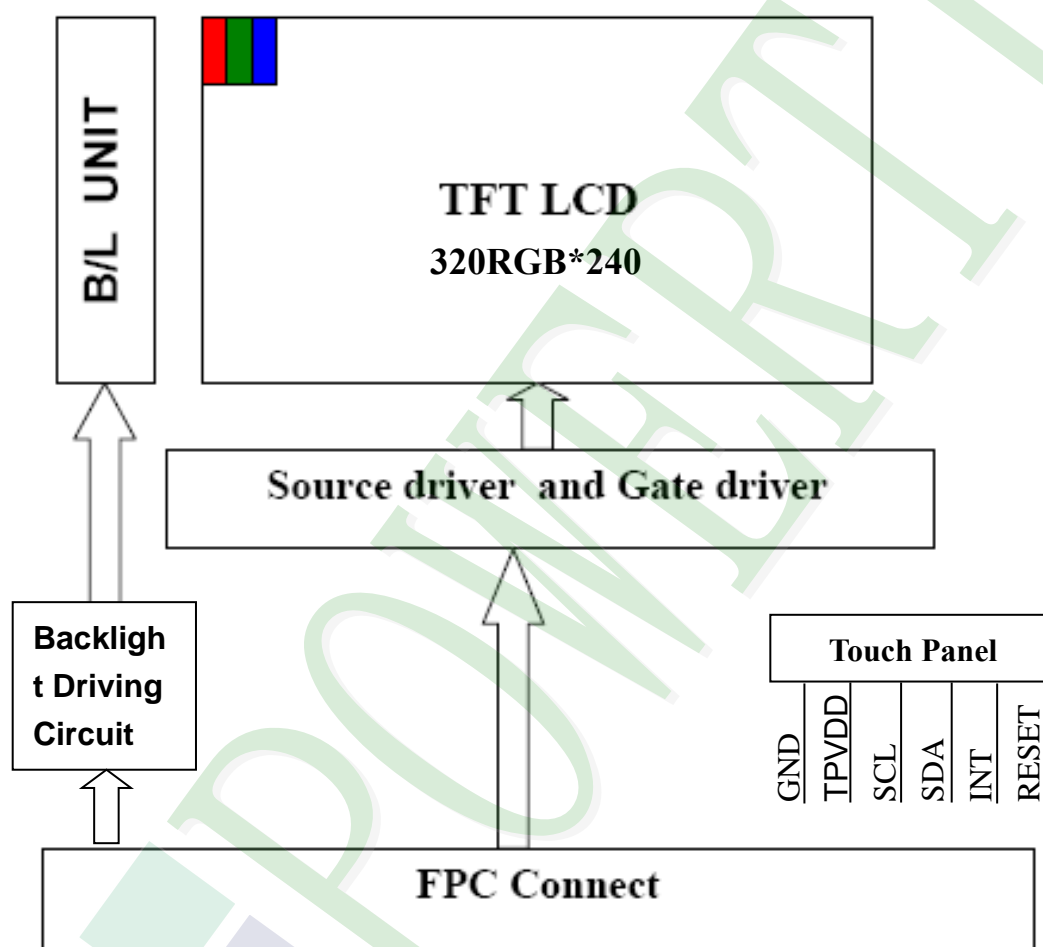 B/L UNIT
TFT LCD
320RGB*240
Source driver and Gate driver
Backligh
t Driving
Circuit
Touch Panel
GND
TPVDD
SCL
SDA
INT
RESET
FPC Connect
POWERT